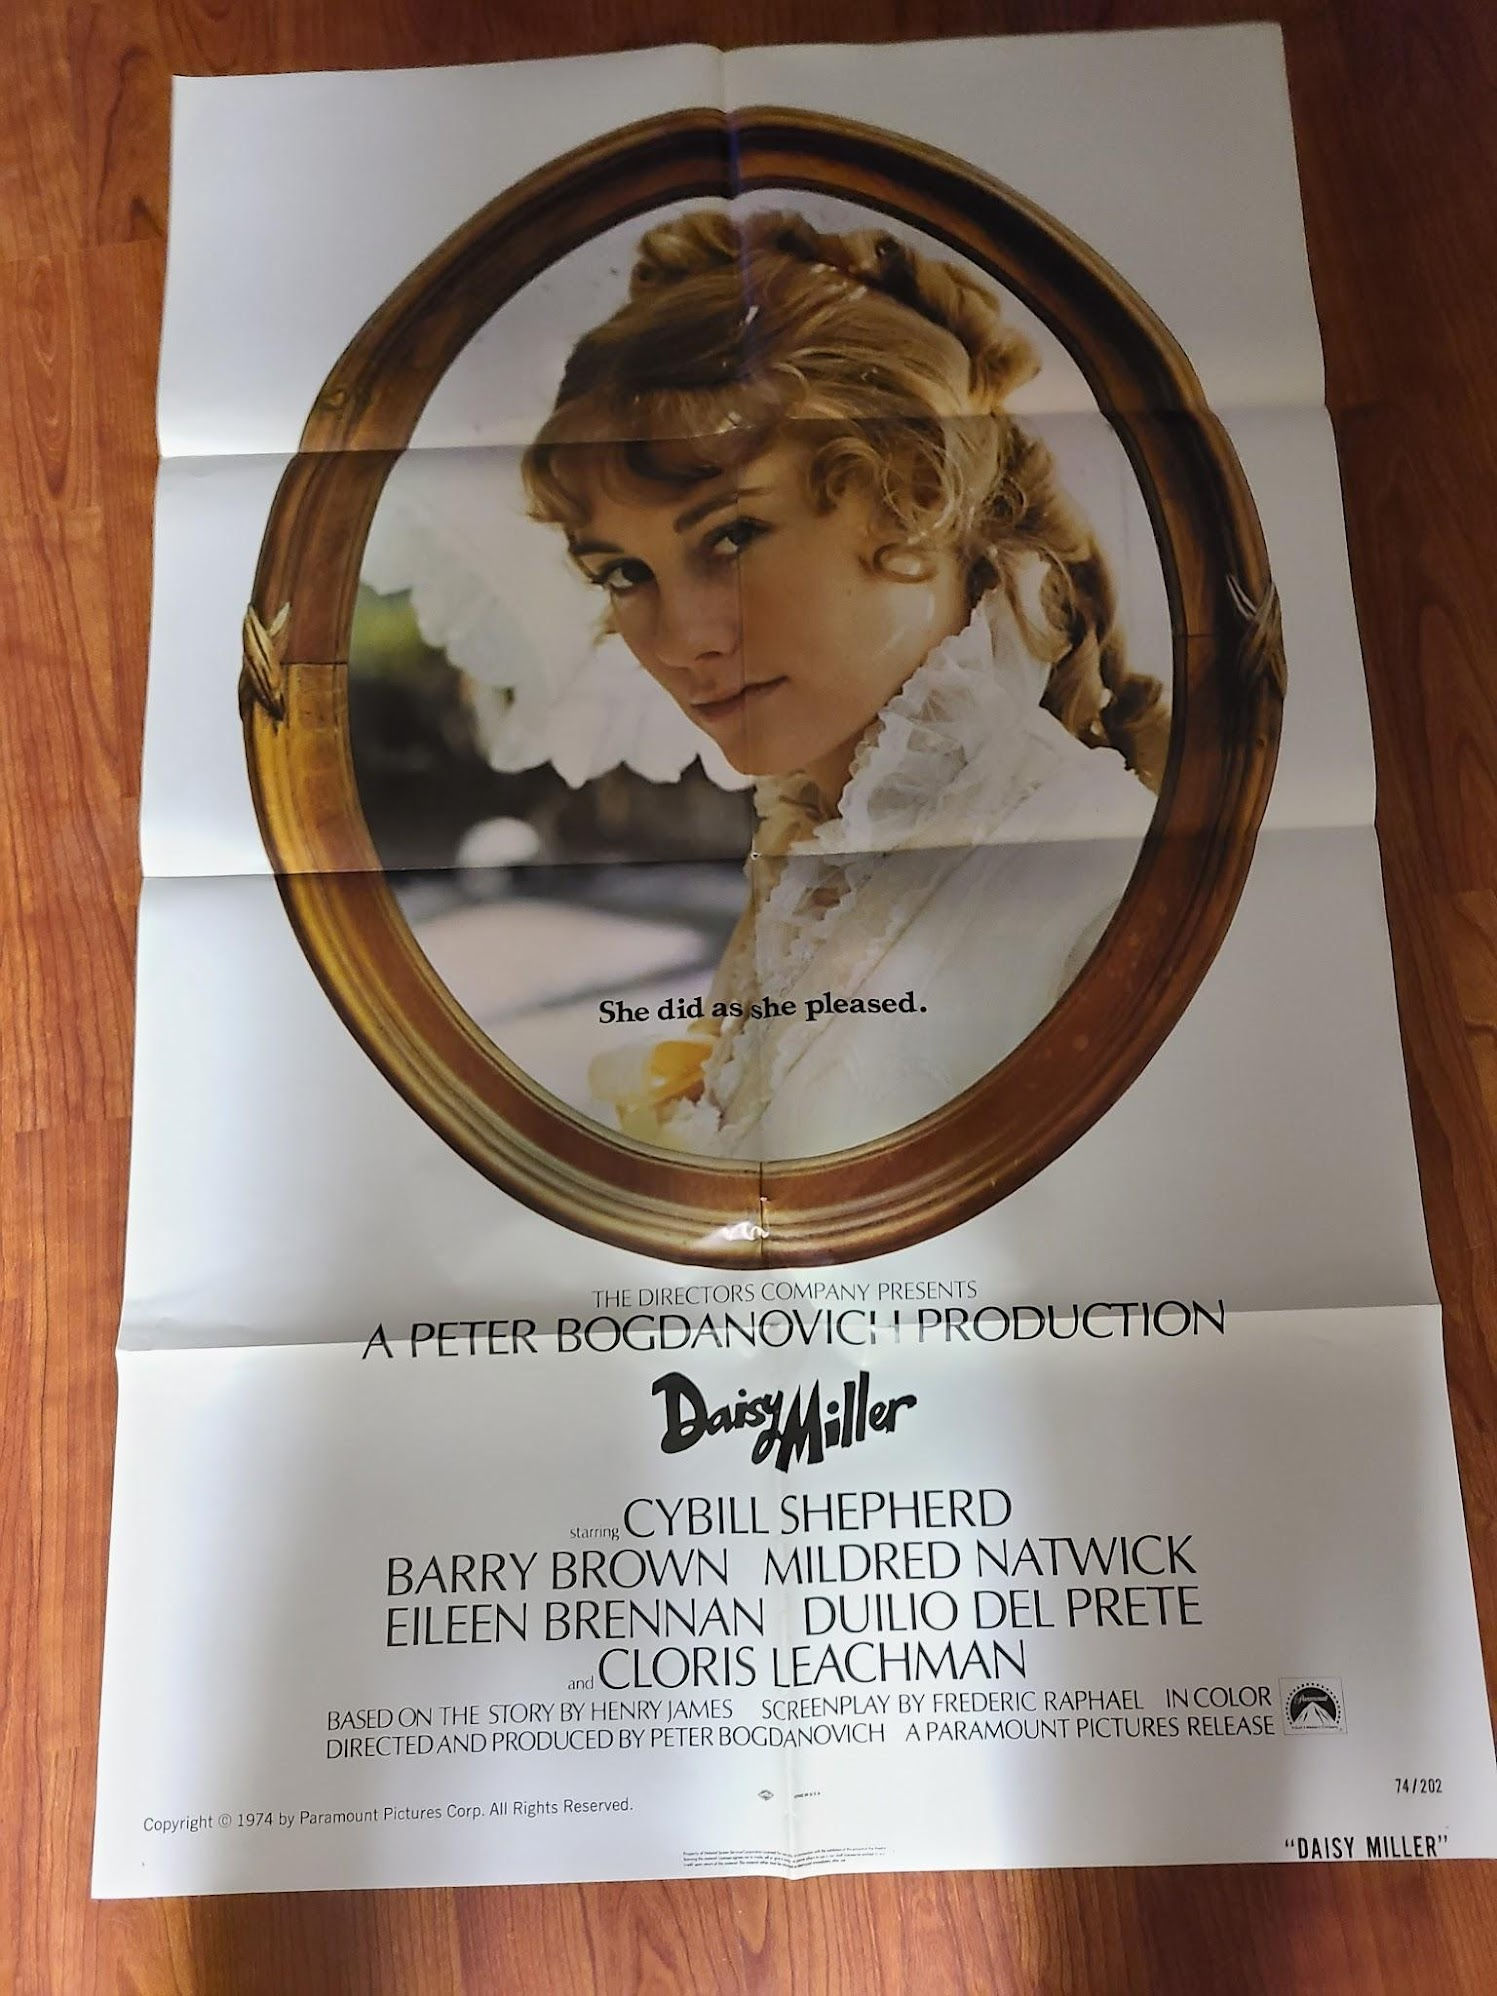 She did as she pleased.
THE DIRECTORS COMPANY PRESENTS
A PETER BOGDANOVICH PRODUCTION
Daisy Miller
starring CYBILL SHEPHERD
BARRY BROWN MILDRED NATWICK
EILEEN BRENNAN DUILIO DEL PRETE
and CLORIS LEACHMAN
BASED ON THE STORY BY HENRY JAMES SCREENPLAY BY FREDERIC RAPHAEL IN COLOR
DIRECTED AND PRODUCED BY PETER BOGDANOVICH A PARAMOUNT PICTURES RELEASE
Paramount
74/202
Copyright © 1974 by Paramount Pictures Corp. All Rights Reserved.
"DAISY MILLER"